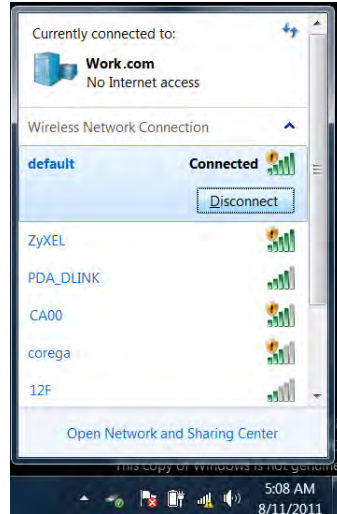 Currently connected to:
Work.com
No Internet access
Wireless Network Connection
default Connected
Disconnect
ZyXEL
PDA_DLINK
CA00
corega
12F
Open Network and Sharing Center
This copy of Windows is not genuine
5:08 AM
8/11/2011